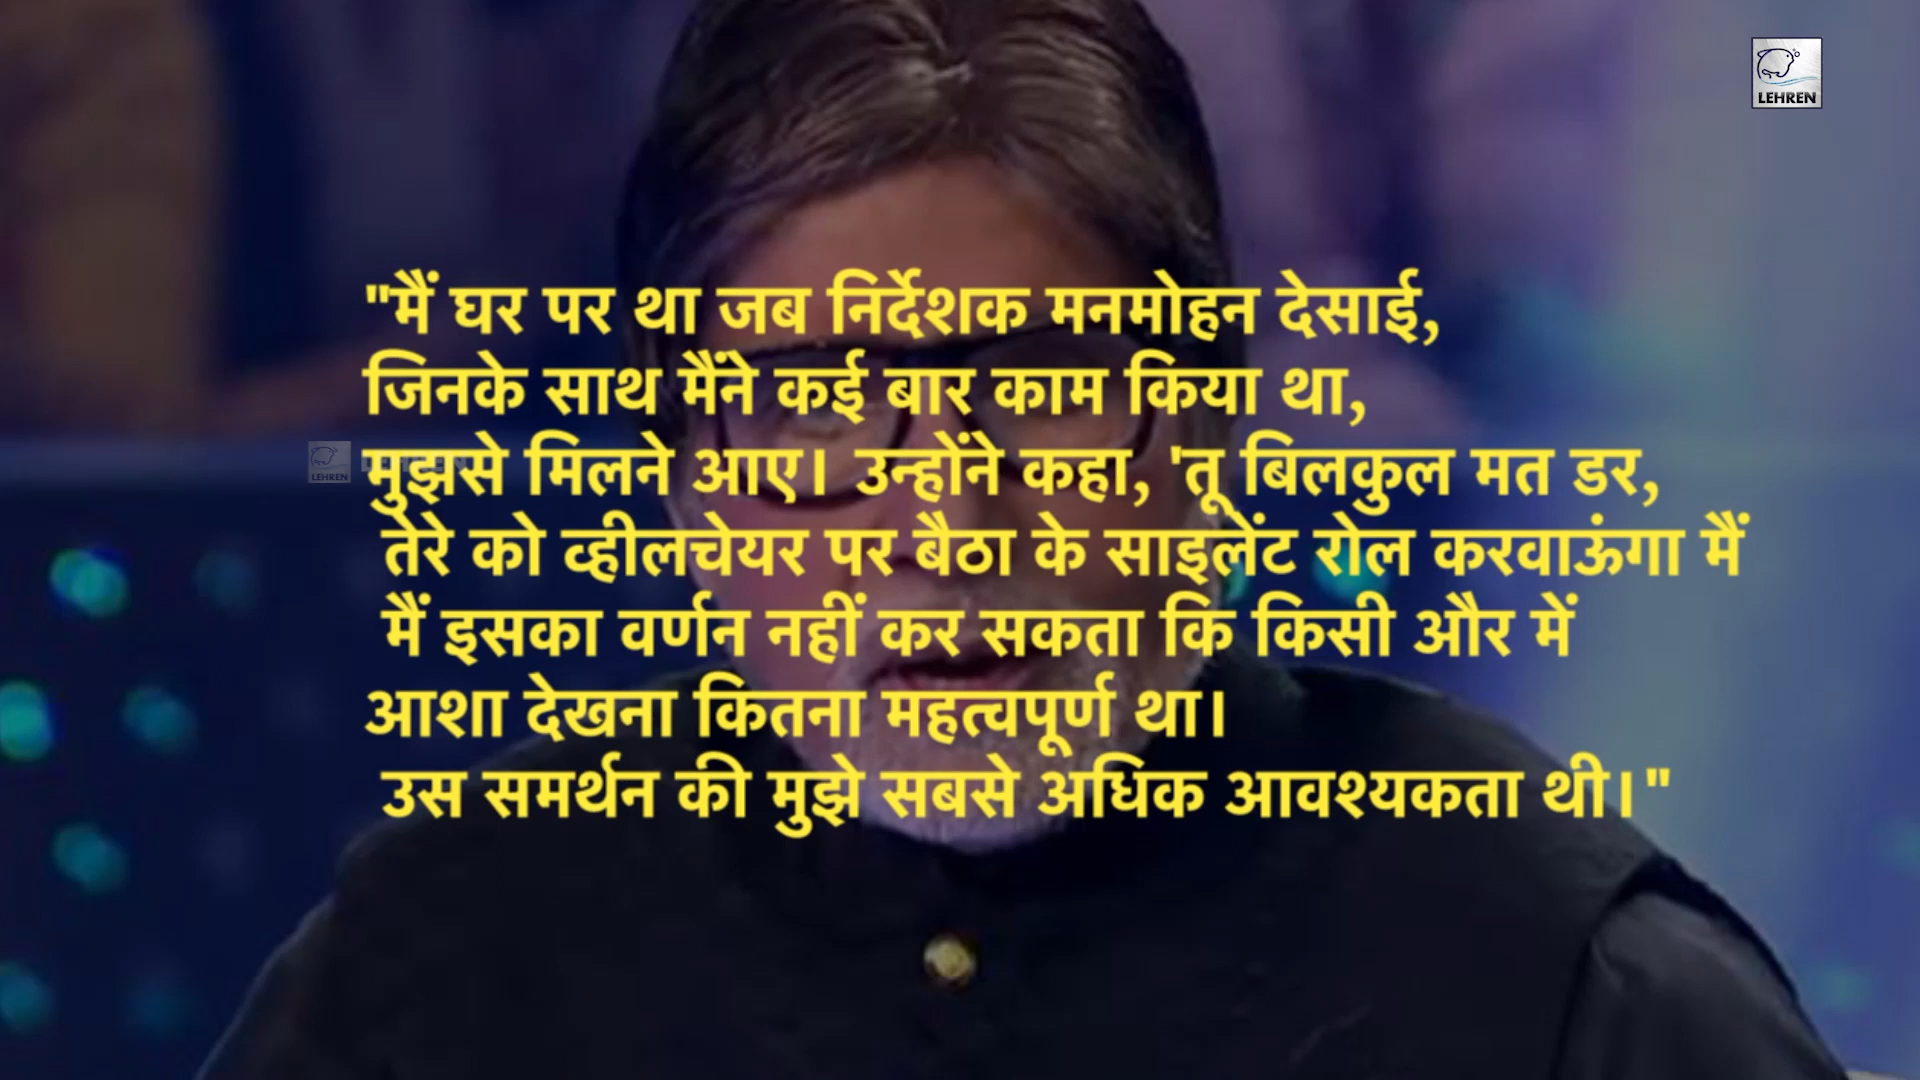 LEHREN
"मैं घर पर था जब निर्देशक मनमोहन देसाई,
जिनके साथ मैंने कई बार काम किया था,
मुझसे मिलने आए। उन्होंने कहा, 'तू बिलकुल मत डर,
तेरे को व्हीलचेयर पर बैठा के साइलेंट रोल करवाऊंगा मैं
मैं इसका वर्णन नहीं कर सकता कि किसी और में
आशा देखना कितना महत्वपूर्ण था।
उस समर्थन की मुझे सबसे अधिक आवश्यकता थी।"
LEHREN
LEHREN